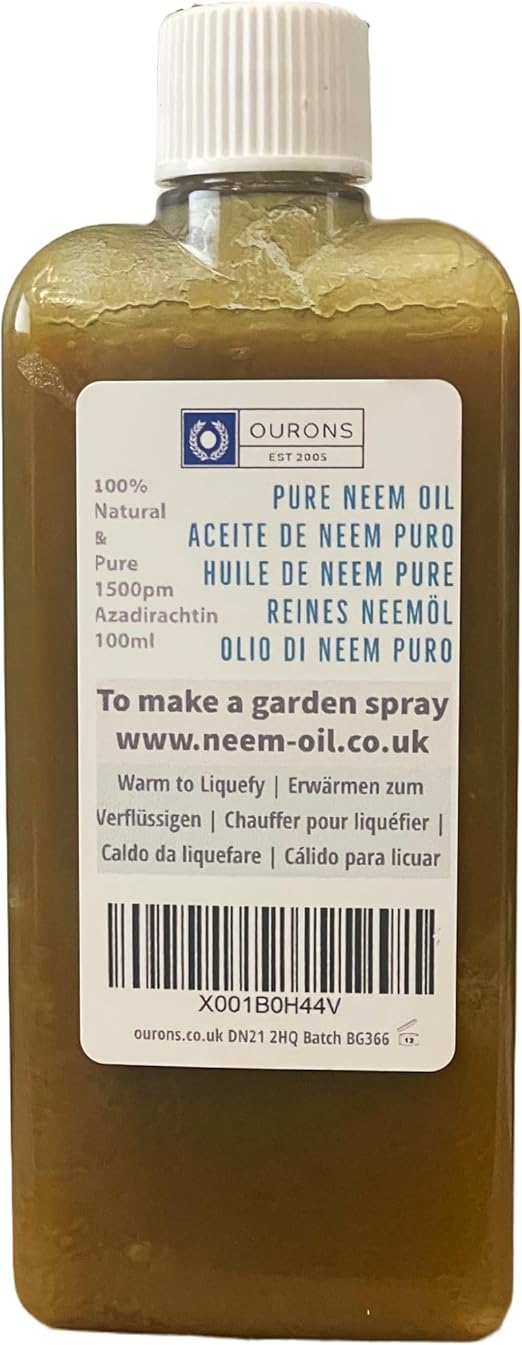 OURONS
EST 2005
100%
Natural
&
Pure
1500pm
Azadirachtin
100ml
PURE NEEM OIL
ACEITE DE NEEM PURO
HUILE DE NEEM PURE
REINES NEEMÖL
OLIO DI NEEM PURO
To make a garden spray
www.neem-oil.co.uk
Warm to Liquefy | Erwärmen zum
Verflüssigen | Chauffer pour liquéfier |
Caldo da liquefare | Cálido para licuar
X001B0H44V
ourons.co.uk DN21 2HQ Batch BG366 12